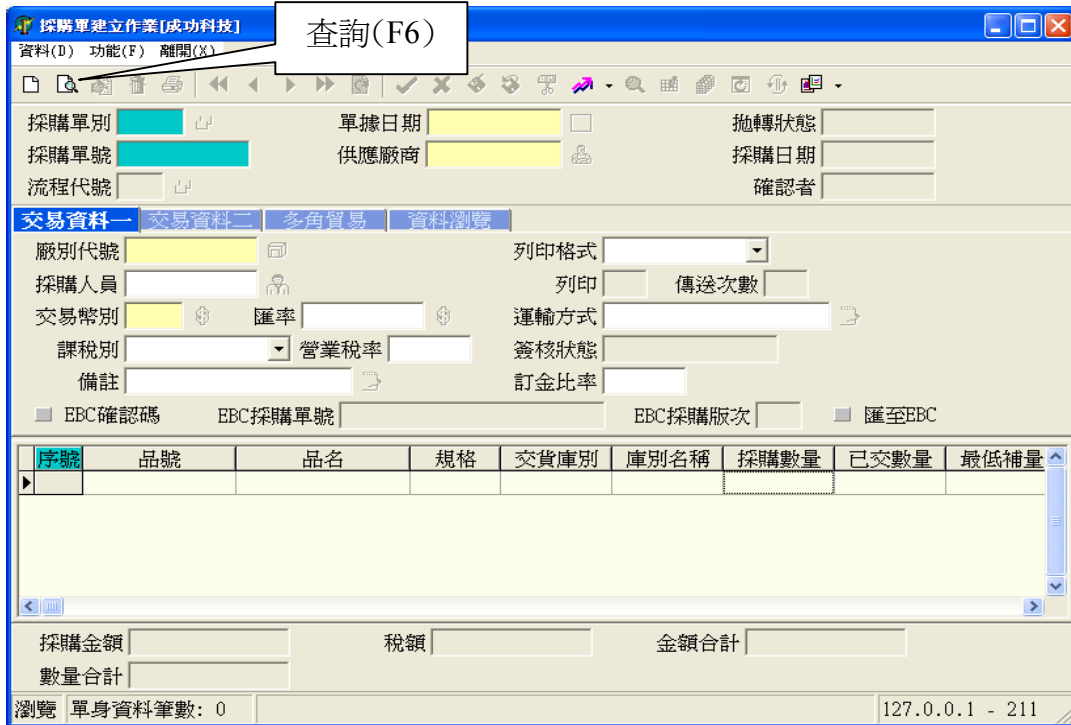 採購單建立作業[成功科技]
查詢(F6)
資料(D) 功能(F) 離開(X)
採購單別 單據日期 拋轉狀態
採購單號 供應廠商 採購日期
流程代號 確認者
交易資料一 交易資料二 多角貿易 資料瀏覽
廠別代號 列印格式
採購人員 列印 傳送次數
交易幣別 匯率 運輸方式
課稅別 營業稅率 簽核狀態
備註 訂金比率
EBC確認碼 EBC採購單號 EBC採購版次 匯至EBC
序號 品號 品名 規格 交貨庫別 庫別名稱 採購數量 已交數量 最低補量
採購金額 稅額 金額合計
數量合計
瀏覽 單身資料筆數: 0 127.0.0.1 - 211